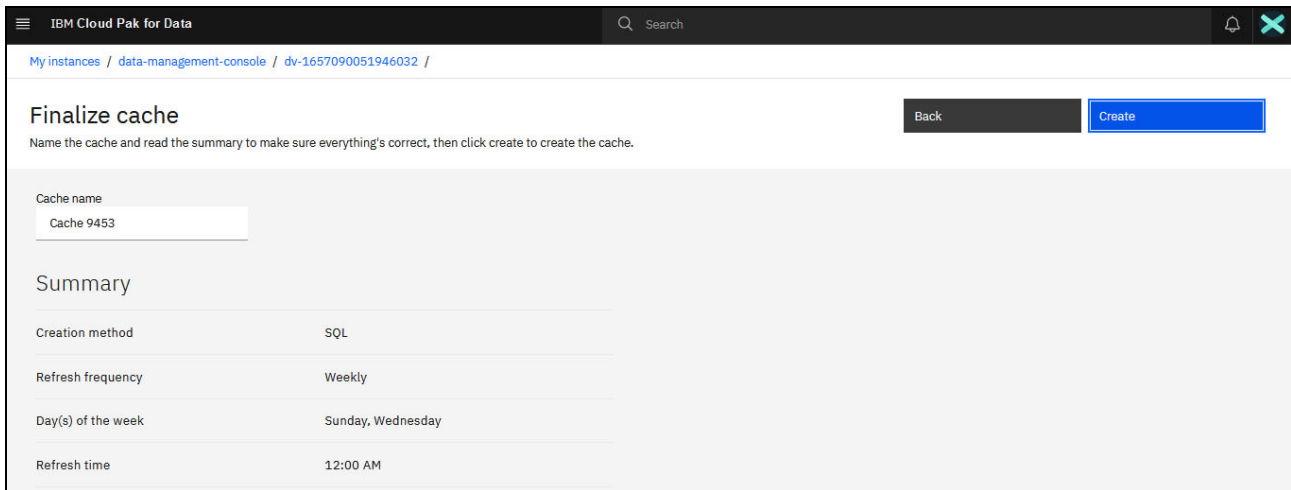 IBM Cloud Pak for Data
Search
My instances / data-management-console / dv-1657090051946032 /
Finalize cache
Back
Create
Name the cache and read the summary to make sure everything's correct, then click create to create the cache.
Cache name
Cache 9453
Summary
Creation method SQL
Refresh frequency Weekly
Day(s) of the week Sunday, Wednesday
Refresh time 12:00 AM